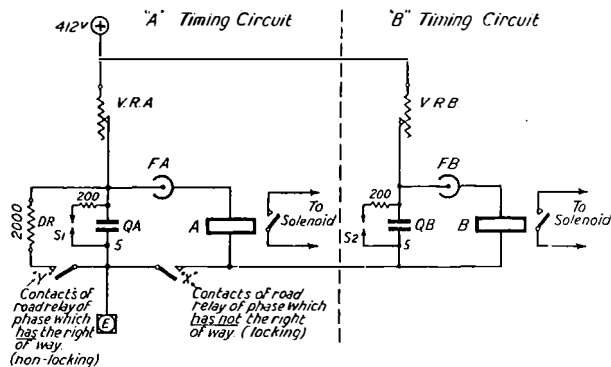 "A" Timing Circuit
"B" Timing Circuit
412V
V.R.A
V.R.B
FA
FB
200
200
2000
DR
S1
QA
5
A
To
Solenoid
S2
QB
5
B
To
Solenoid
"Y"
"X"
Contacts of
road relay of
phase which
has the right
of way.
(non-locking)
E
Contacts of road
relay of phase which
has not the right
of way. (locking)